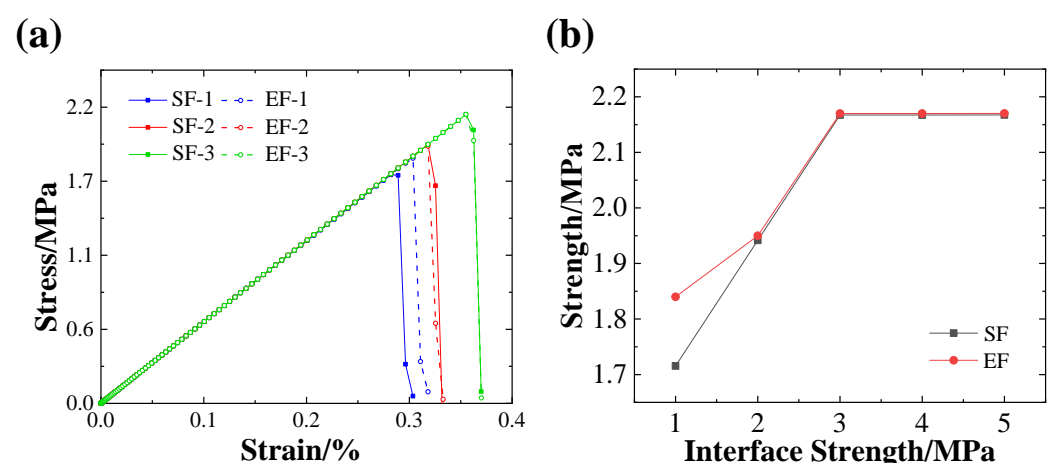 (a)
SF-1 EF-1
SF-2 EF-2
SF-3 EF-3
2.2
1.7
1.1
0.6
0.0
Stress/MPa
0.0 0.1 0.2 0.3 0.4
Strain/%
(b)
2.2
2.1
2.0
1.9
1.8
1.7
Strength/MPa
SF
EF
1 2 3 4 5
Interface Strength/MPa